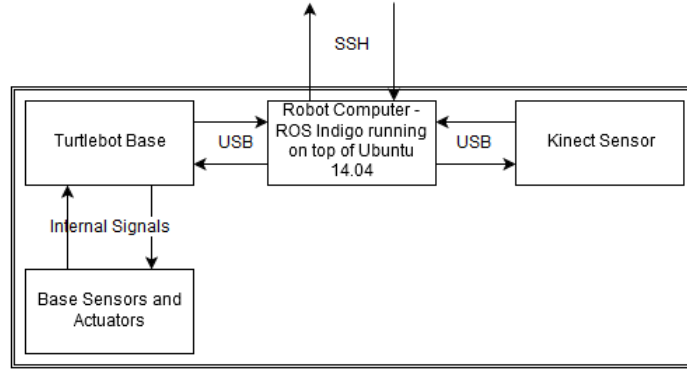 SSH
Turtlebot Base
USB
Robot Computer -
ROS Indigo running
on top of Ubuntu
14.04
USB
Kinect Sensor
Internal Signals
Base Sensors and
Actuators